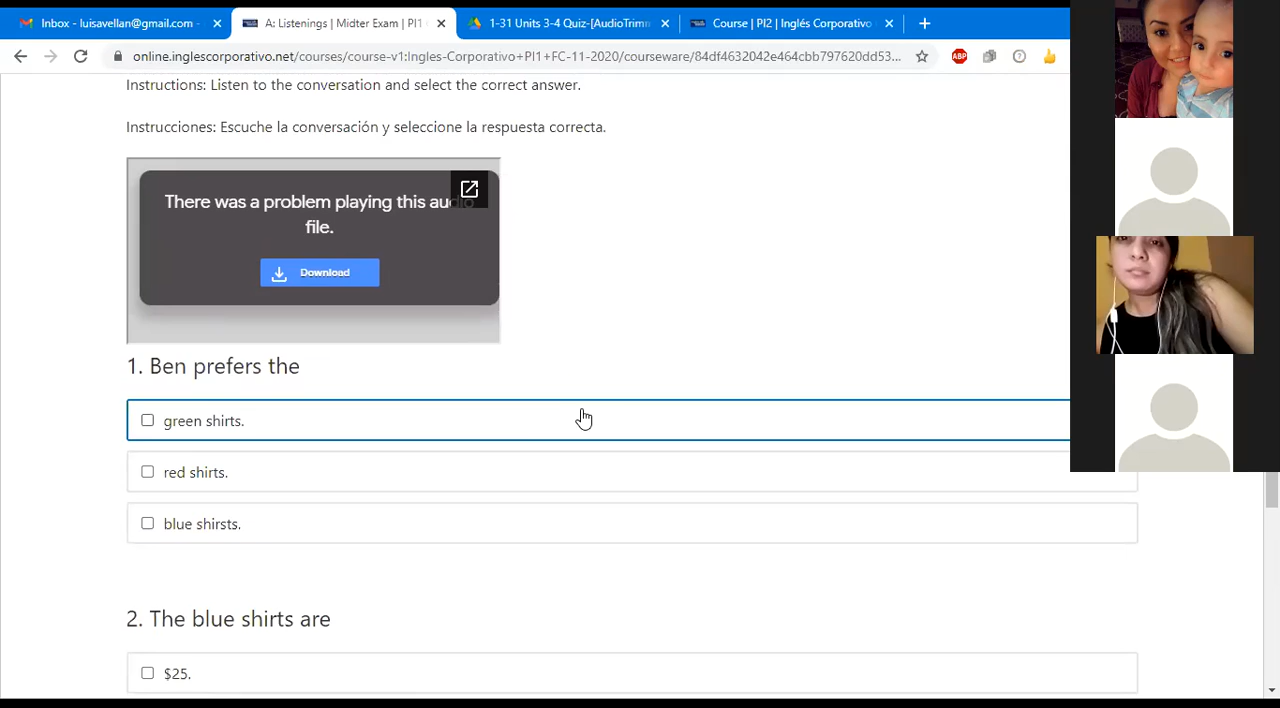 Inbox - luisavellan@gmail.com -
A: Listenings | Midter Exam | PI1
1-31 Units 3-4 Quiz-[AudioTrimm
Course | PI2 | Inglés Corporativo
online.inglescorporativo.net/courses/course-v1:Ingles-Corporativo+PI1+FC-11-2020/courseware/84df4632042e464cbb797620dd53...
ABP
Instructions: Listen to the conversation and select the correct answer.
Instrucciones: Escuche la conversación y seleccione la respuesta correcta.
There was a problem playing this audio
file.
Download
1. Ben prefers the
green shirts.
red shirts.
blue shirsts.
2. The blue shirts are
$25.